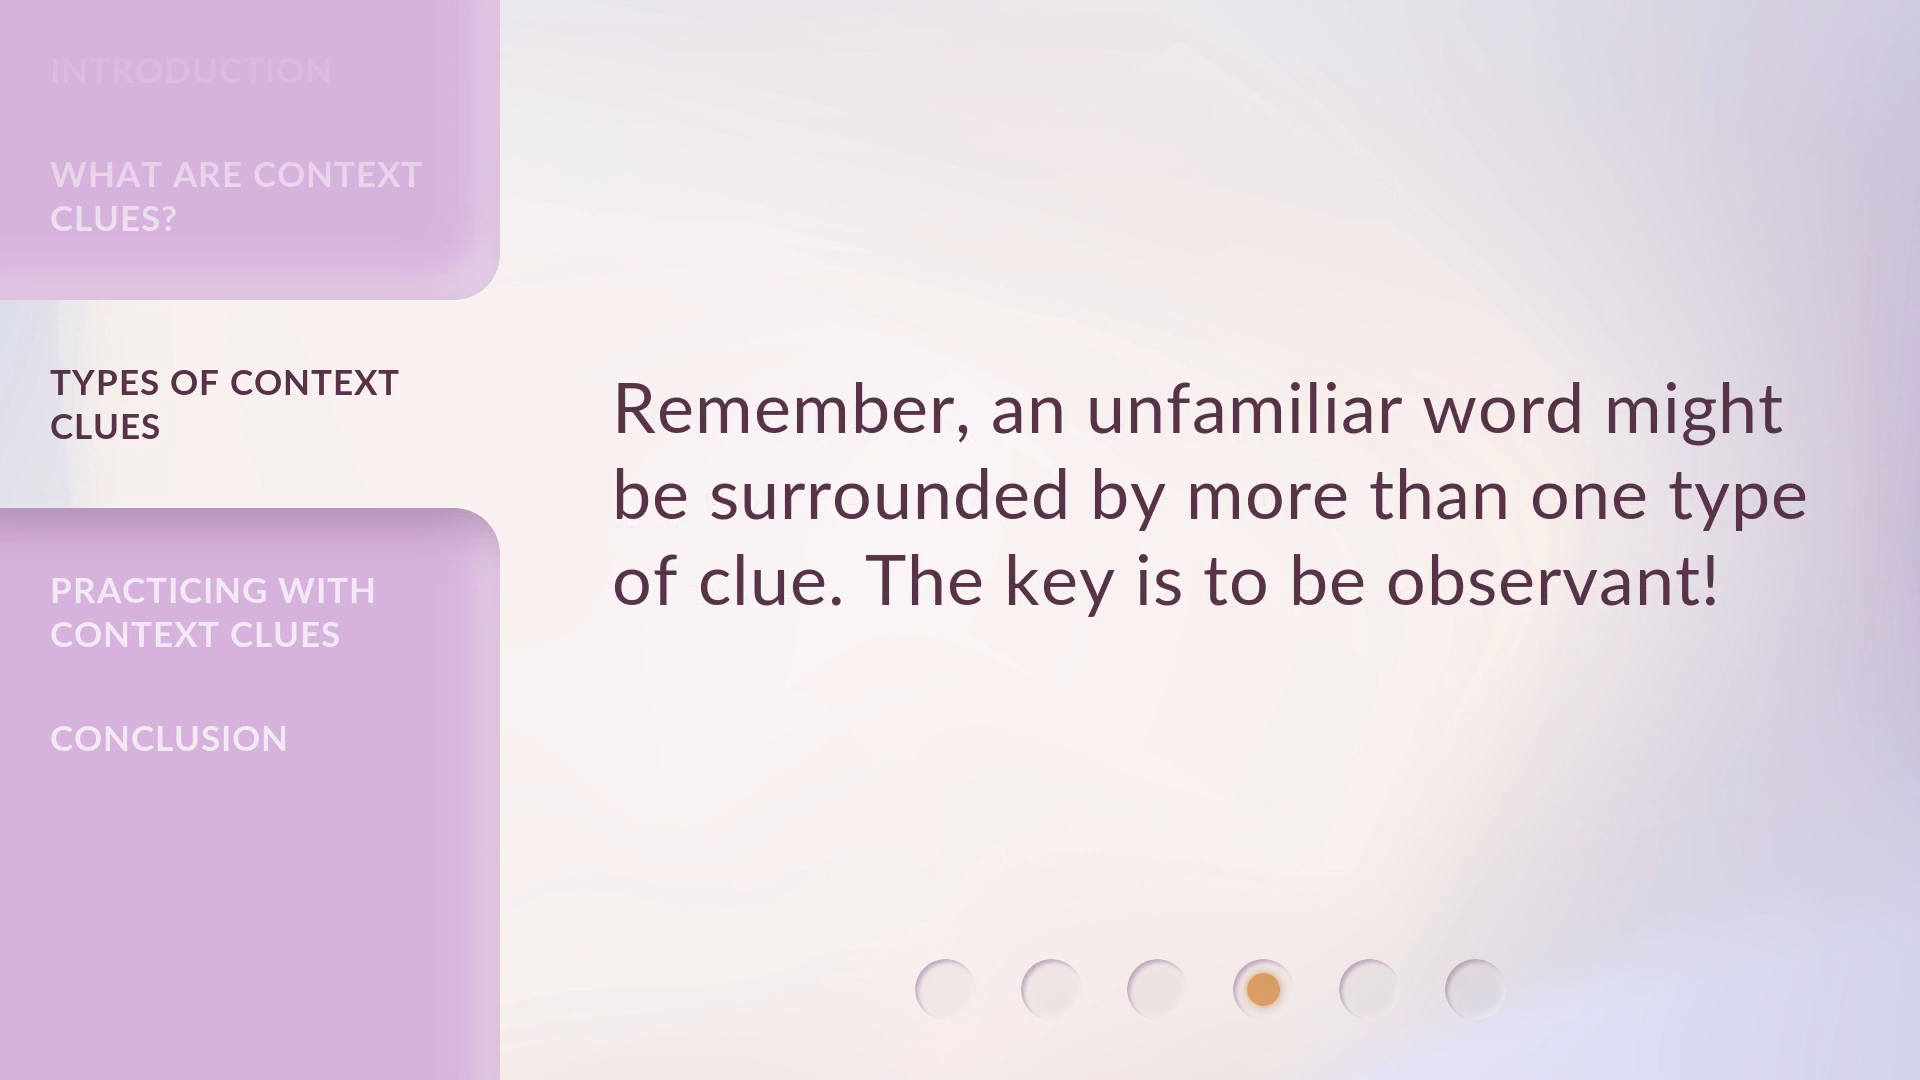 INTRODUCTION
WHAT ARE CONTEXT
CLUES?
TYPES OF CONTEXT
CLUES
PRACTICING WITH
CONTEXT CLUES
CONCLUSION
Remember, an unfamiliar word might
be surrounded by more than one type
of clue. The key is to be observant!